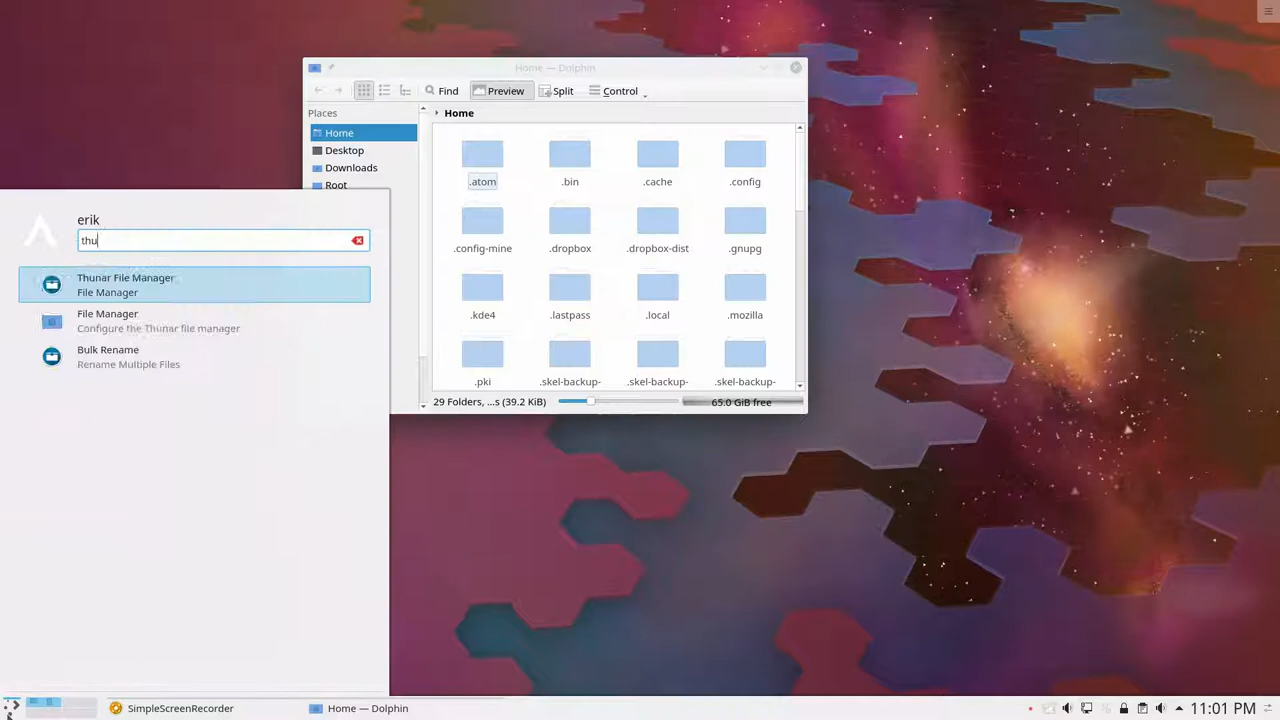 Home — Dolphin
Find
Preview
Split
Control
Places
Home
Home
Desktop
Downloads
Root
.atom
.bin
.cache
.config
.config-mine
.dropbox
.dropbox-dist
.gnupg
.kde4
.lastpass
.local
.mozilla
.pki
.skel-backup-
.skel-backup-
.skel-backup-
29 Folders, ...s (39.2 KiB)
65.0 GiB free
erik
thu
Thunar File Manager
File Manager
File Manager
Configure the Thunar file manager
Bulk Rename
Rename Multiple Files
SimpleScreenRecorder
Home — Dolphin
11:01 PM